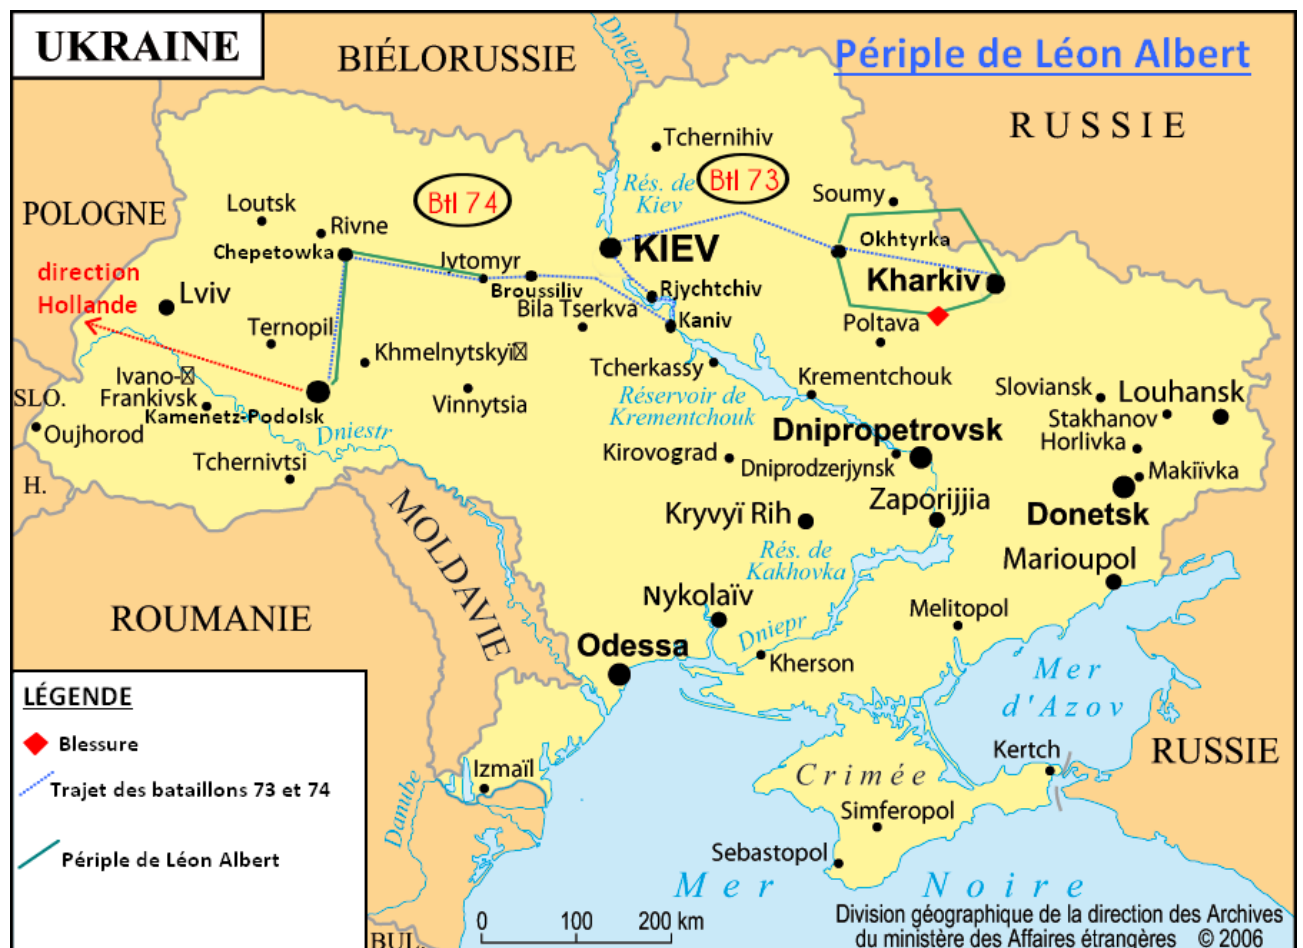 UKRAINE
BIÉLORUSSIE
Dniepr
Périple de Léon Albert
RUSSIE
Tchernihiv
Rés. de
Kiev
Btl 73
Btl 74
Soumy
POLOGNE
Loutsk
Rivne
Chepetowka
Jytomyr
KIEV
Okhtyrka
Kharkiv
direction
Hollande
Lviv
Broussiliv
Rjychtchiv
Bila Tserkva
Kaniv
Poltava
Ternopil
Khmelnytskyï
Tcherkassy
Krementchouk
Ivano-
Frankivsk
Kamenetz-Podolsk
Vinnytsia
Réservoir de
Krementchouk
Sloviansk
Louhansk
Stakhanov
SLO.
Oujhorod
Dniestr
Dnipropetrovsk
Horlivka
Tchernivtsi
Kirovograd
Dniprodzerjynsk
Makiïvka
H.
MOLDAVIE
Kryvyï Rih
Zaporijjia
Donetsk
Rés. de
Kakhovka
Marioupol
ROUMANIE
Nykolaïv
Dniepr
Melitopol
Odessa
Kherson
Mer
d'Azov
LÉGENDE
Blessure
Trajet des bataillons 73 et 74
Périple de Léon Albert
Izmaïl
Danube
Kertch
RUSSIE
Crimée
Simferopol
Sebastopol
Mer Noire
0 100 200 km
BUL.
Division géographique de la direction des Archives
du ministère des Affaires étrangères © 2006